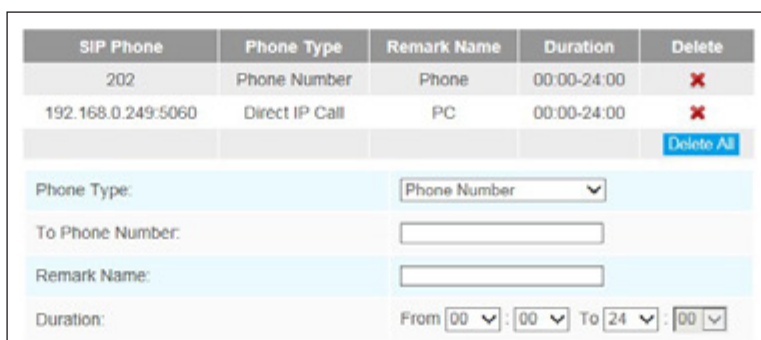 SIP Phone Phone Type Remark Name Duration Delete
202 Phone Number Phone 00:00-24:00
192.168.0.249:5060 Direct IP Call PC 00:00-24:00
Delete All
Phone Type: Phone Number
To Phone Number:
Remark Name:
Duration: From 00 : 00 To 24 : 00